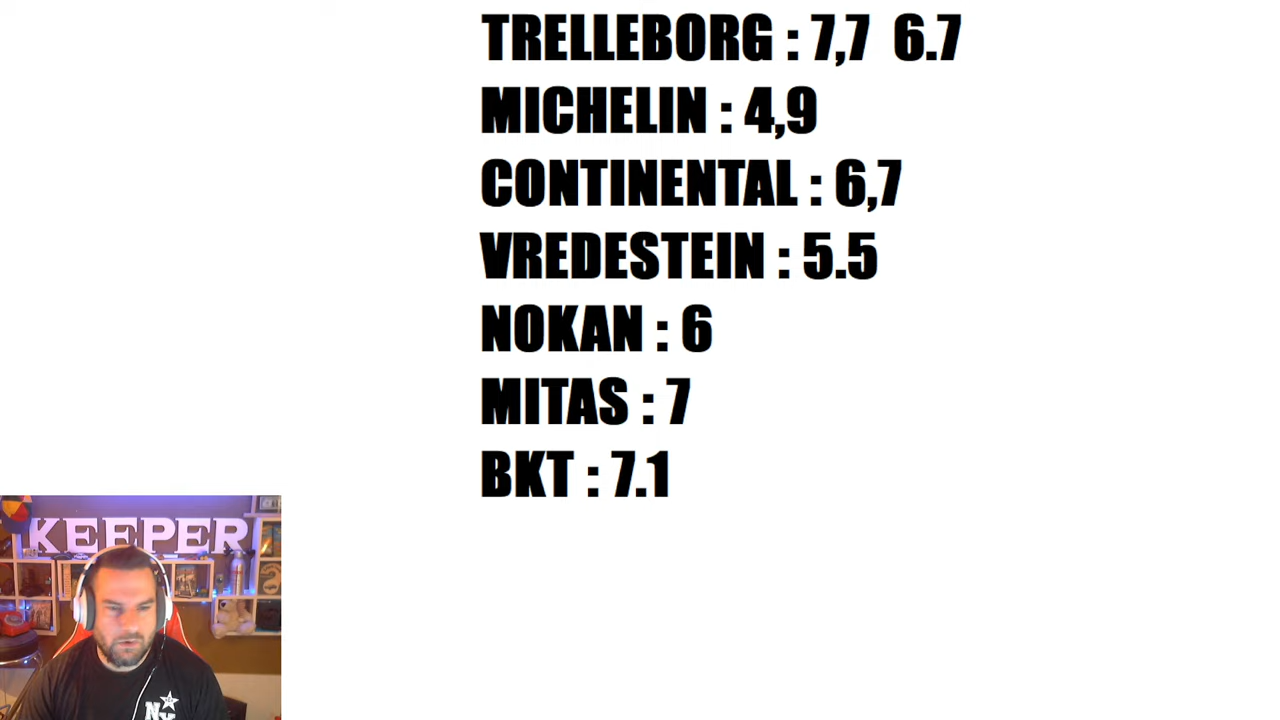 TRELLEBORG : 7,7 6.7
MICHELIN : 4,9
CONTINENTAL : 6,7
VREDESTEIN : 5.5
NOKAN : 6
MITAS : 7
BKT : 7.1
KEEPER
NY